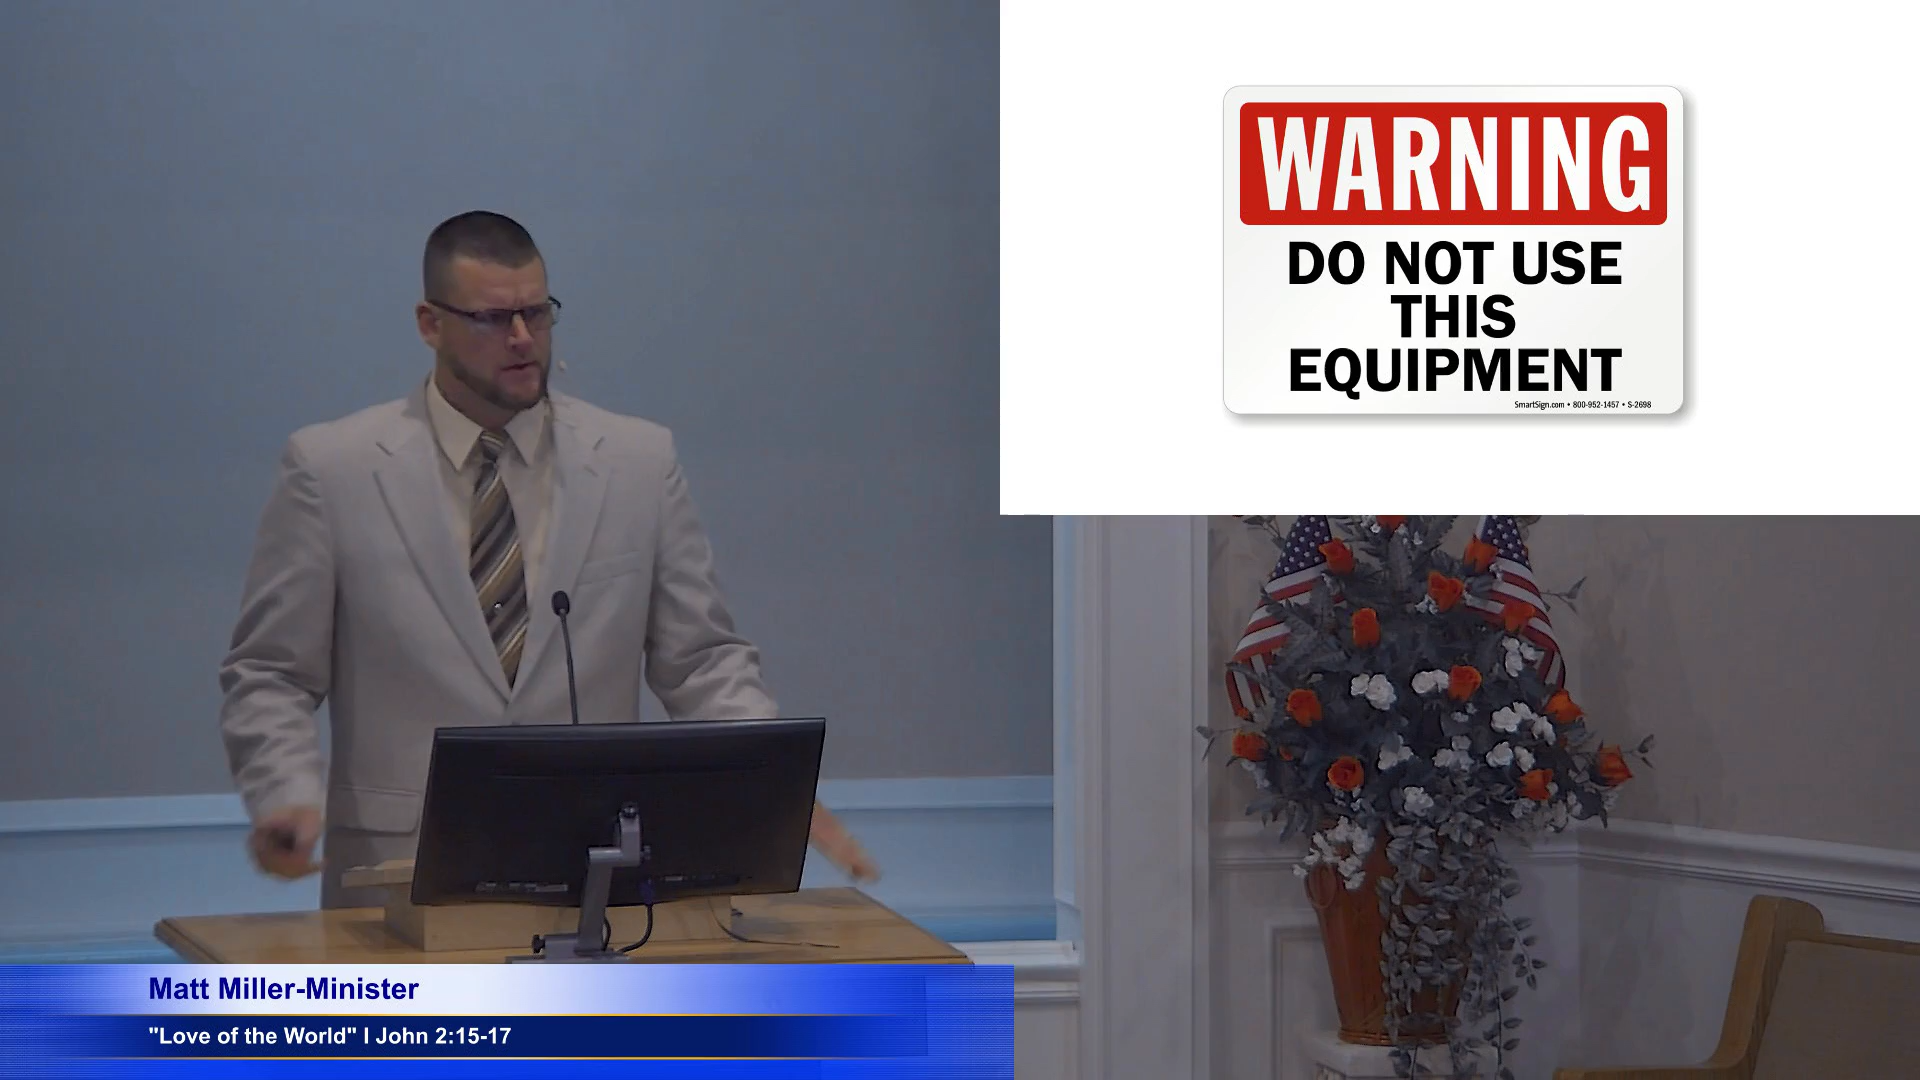 WARNING
DO NOT USE
THIS
EQUIPMENT
SmartSign.com • 800-952-1457 • S-2698
Matt Miller-Minister
"Love of the World" I John 2:15-17